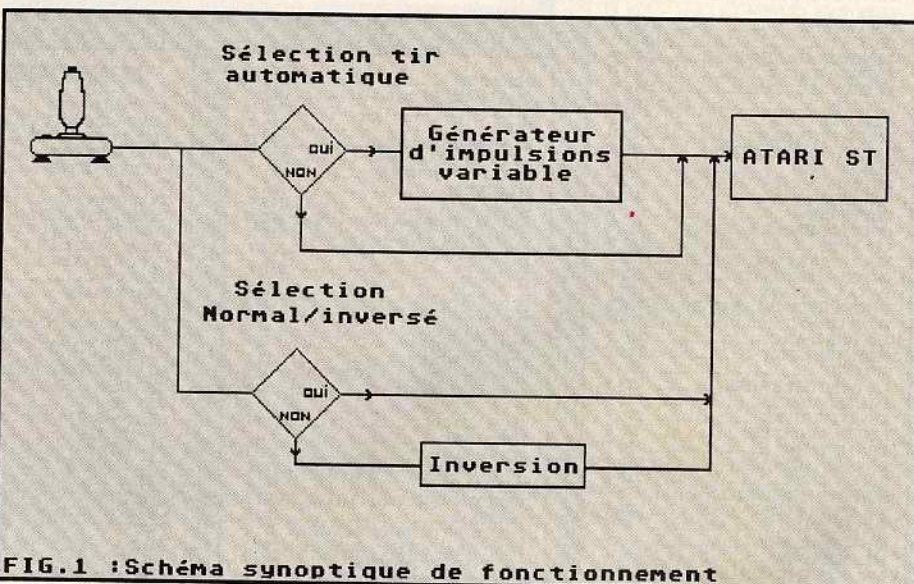 Sélection tir
automatique
oui
NON
Générateur
d'impulsions
variable
ATARI ST
Sélection
Normal/inversé
oui
NON
Inversion
FIG.1 :Schéma synoptique de fonctionnement